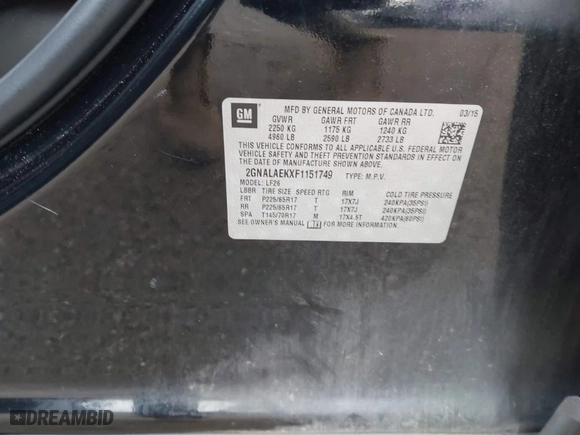 GM
MFD BY GENERAL MOTORS OF CANADA LTD. 03/15
GVWR GAWR FRT GAWR RR
2250 KG 1175 KG 1240 KG
4960 LB 2590 LB 2733 LB
THIS VEHICLE CONFORMS TO ALL APPLICABLE U.S. FEDERAL MOTOR
VEHICLE SAFETY AND THEFT PREVENTION STANDARDS IN EFFECT ON
THE DATE OF MANUFACTURE SHOWN ABOVE.
2GNALAEKXF1151749 TYPE: M.P.V.
MODEL: LF26
LBBR TIRE SIZE SPEED RTG RIM COLD TIRE PRESSURE
FRT P225/65R17 T 17X7J 240KPA(35PSI)
RR P225/65R17 T 17X7J 240KPA(35PSI)
SPA T145/70R17 M 17X4.5T 420KPA(60PSI)
SEE OWNER'S MANUAL FOR MORE INFORMATION.
DREAMBID